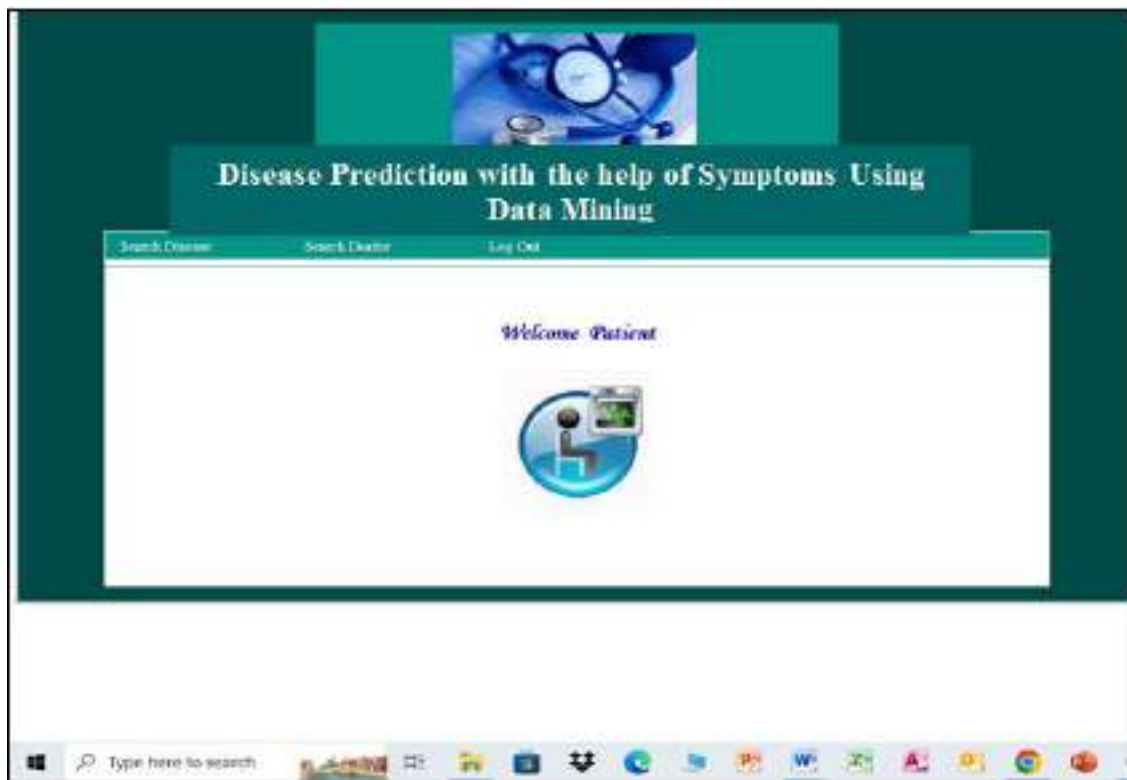 Disease Prediction with the help of Symptoms Using
Data Mining
Search Disease Search Doctor Log Out
Welcome Patient
Type here to search